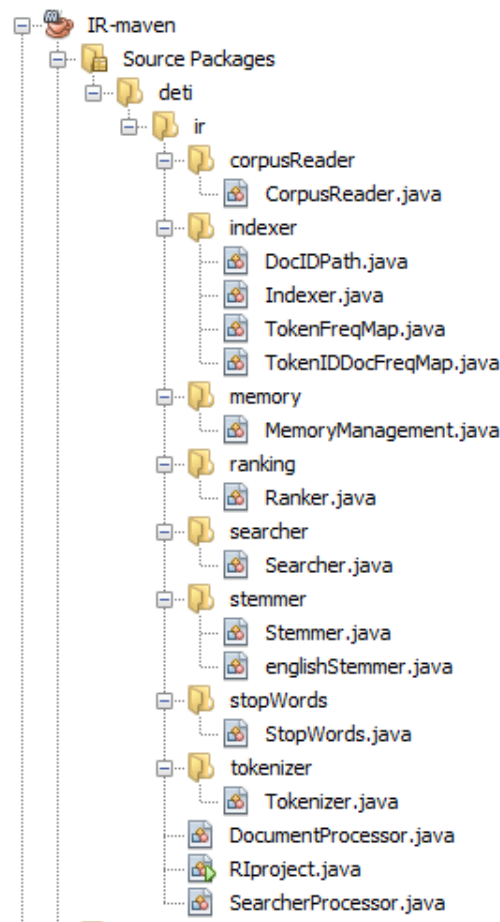 IR-maven
Source Packages
deti
ir
corpusReader
CorpusReader.java
indexer
DocIDPath.java
Indexer.java
TokenFreqMap.java
TokenIDDocFreqMap.java
memory
MemoryManagement.java
ranking
Ranker.java
searcher
Searcher.java
stemmer
Stemmer.java
englishStemmer.java
stopWords
StopWords.java
tokenizer
Tokenizer.java
DocumentProcessor.java
RIproject.java
SearcherProcessor.java